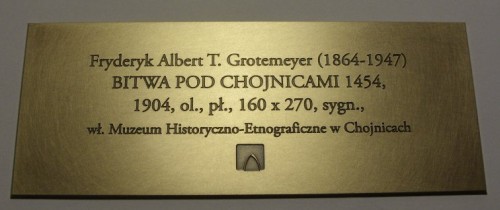 Fryderyk Albert T. Grotemeyer (1864-1947)
BITWA POD CHOJNICAMI 1454,
1904, ol., pł., 160 x 270, sygn.,
wł. Muzeum Historyczno-Etnograficzne w Chojnicach